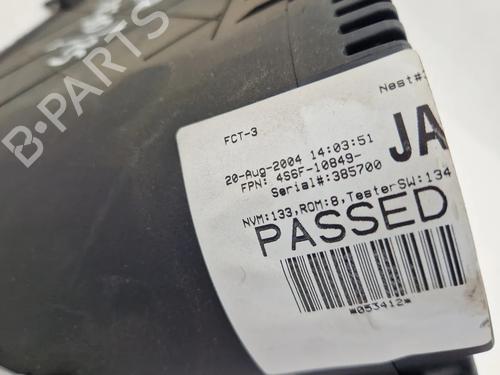 B-PARTS
Nest#:
FCT-3
20-Aug-2004 14:03:51
FPN: 4S6F-10849-
JA
Serial#:385700
NVM:133,ROM:8,TesterSW:134
PASSED
*053412*